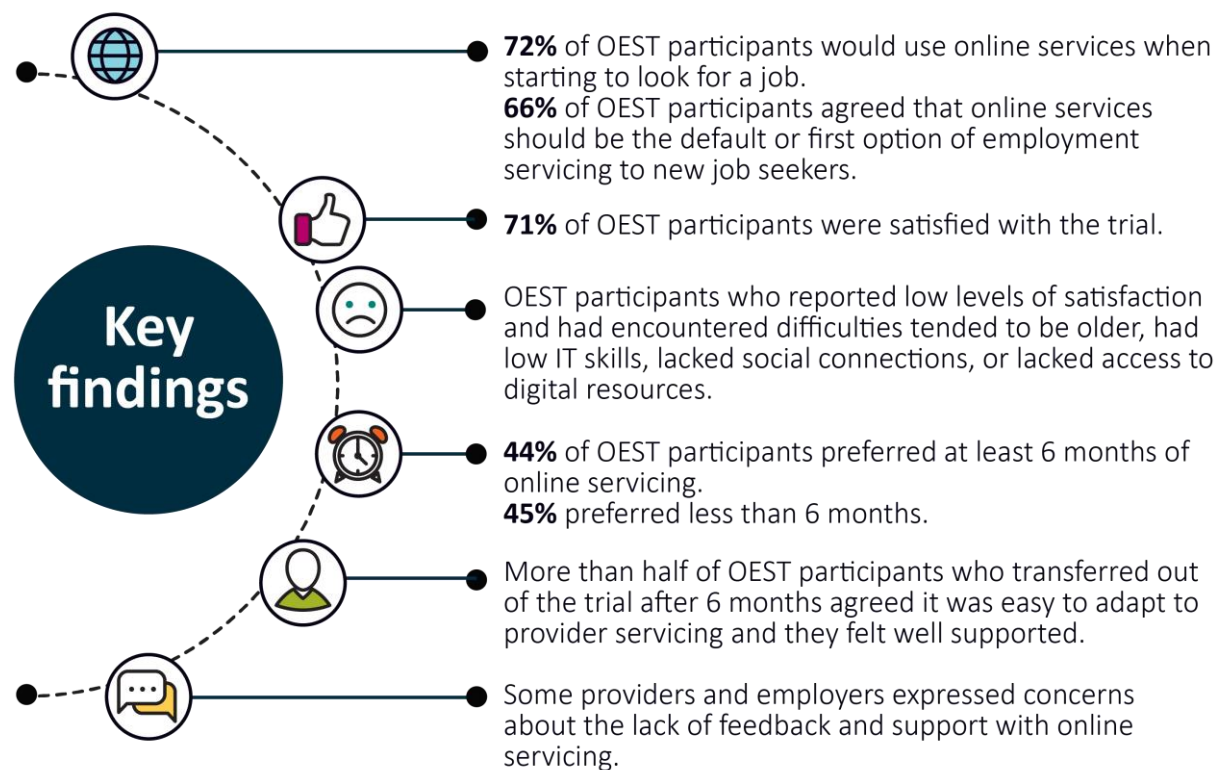 72% of OEST participants would use online services when
starting to look for a job.
66% of OEST participants agreed that online services
should be the default or first option of employment
servicing to new job seekers.
71% of OEST participants were satisfied with the trial.
Key
findings
OEST participants who reported low levels of satisfaction
and had encountered difficulties tended to be older, had
low IT skills, lacked social connections, or lacked access to
digital resources.
44% of OEST participants preferred at least 6 months of
online servicing.
45% preferred less than 6 months.
More than half of OEST participants who transferred out
of the trial after 6 months agreed it was easy to adapt to
provider servicing and they felt well supported.
Some providers and employers expressed concerns
about the lack of feedback and support with online
servicing.